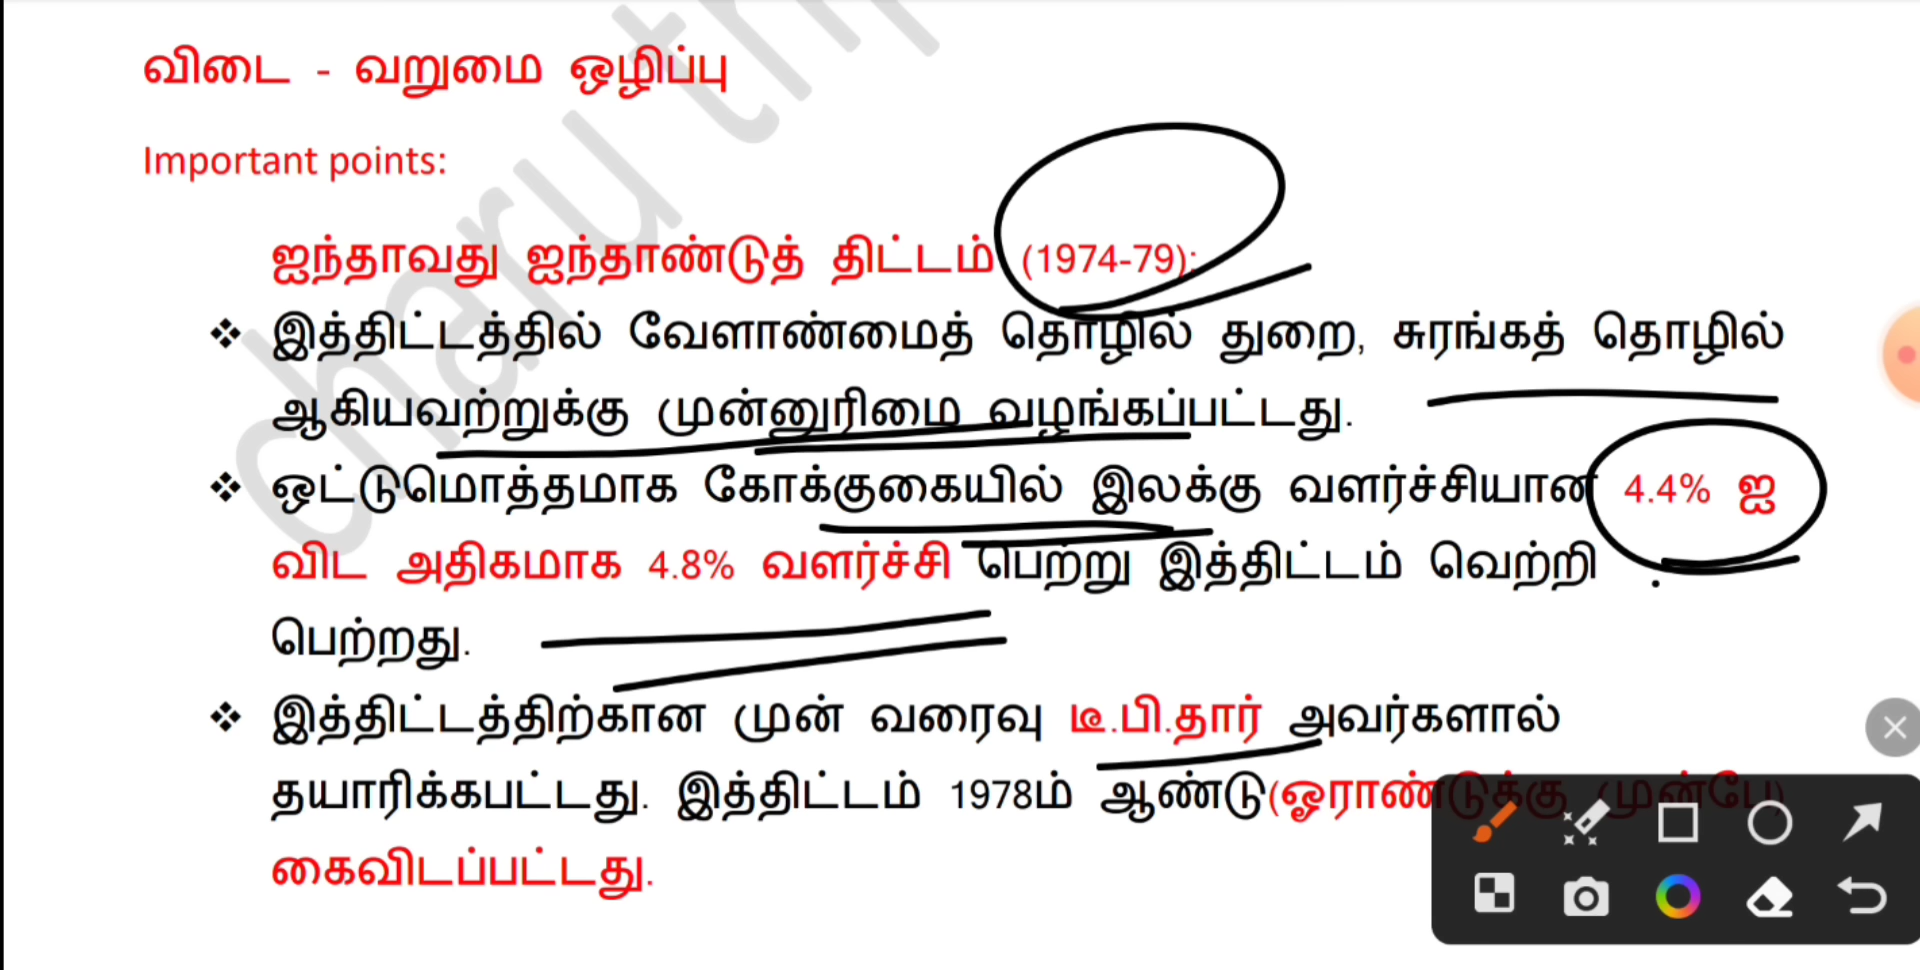 விடை - வறுமை ஒழிப்பு
Important points:
ஐந்தாவது ஐந்தாண்டுத் திட்டம் (1974-79):
❖ இத்திட்டத்தில் வேளாண்மைத் தொழில் துறை, சுரங்கத் தொழில்
ஆகியவற்றுக்கு முன்னுரிமை வழங்கப்பட்டது.
❖ ஒட்டுமொத்தமாக கோக்குகையில் இலக்கு வளர்ச்சியான 4.4% ஐ
விட அதிகமாக 4.8% வளர்ச்சி பெற்று இத்திட்டம் வெற்றி
பெற்றது.
❖ இத்திட்டத்திற்கான முன் வரைவு டீ.பி.தார் அவர்களால்
தயாரிக்கபட்டது. இத்திட்டம் 1978ம் ஆண்டு(ஓராண்டுக்கு முன்பே)
கைவிடப்பட்டது.
charu